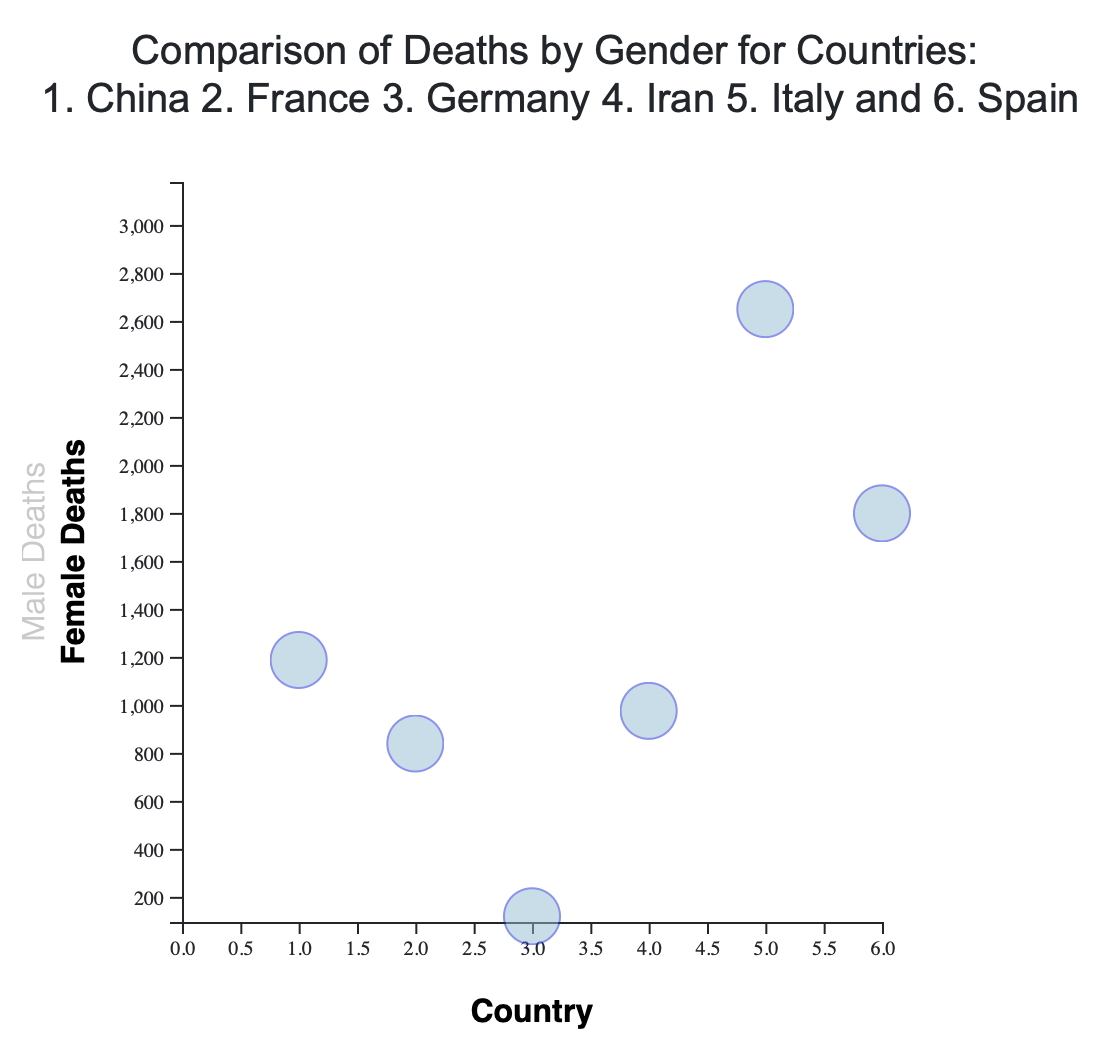 Comparison of Deaths by Gender for Countries:
1. China 2. France 3. Germany 4. Iran 5. Italy and 6. Spain
3,000
2,800
2,600
2,400
2,200
2,000
1,800
1,600
1,400
1,200
1,000
800
600
400
200
Male Deaths
Female Deaths
0.0 0.5 1.0 1.5 2.0 2.5 3.0 3.5 4.0 4.5 5.0 5.5 6.0
Country